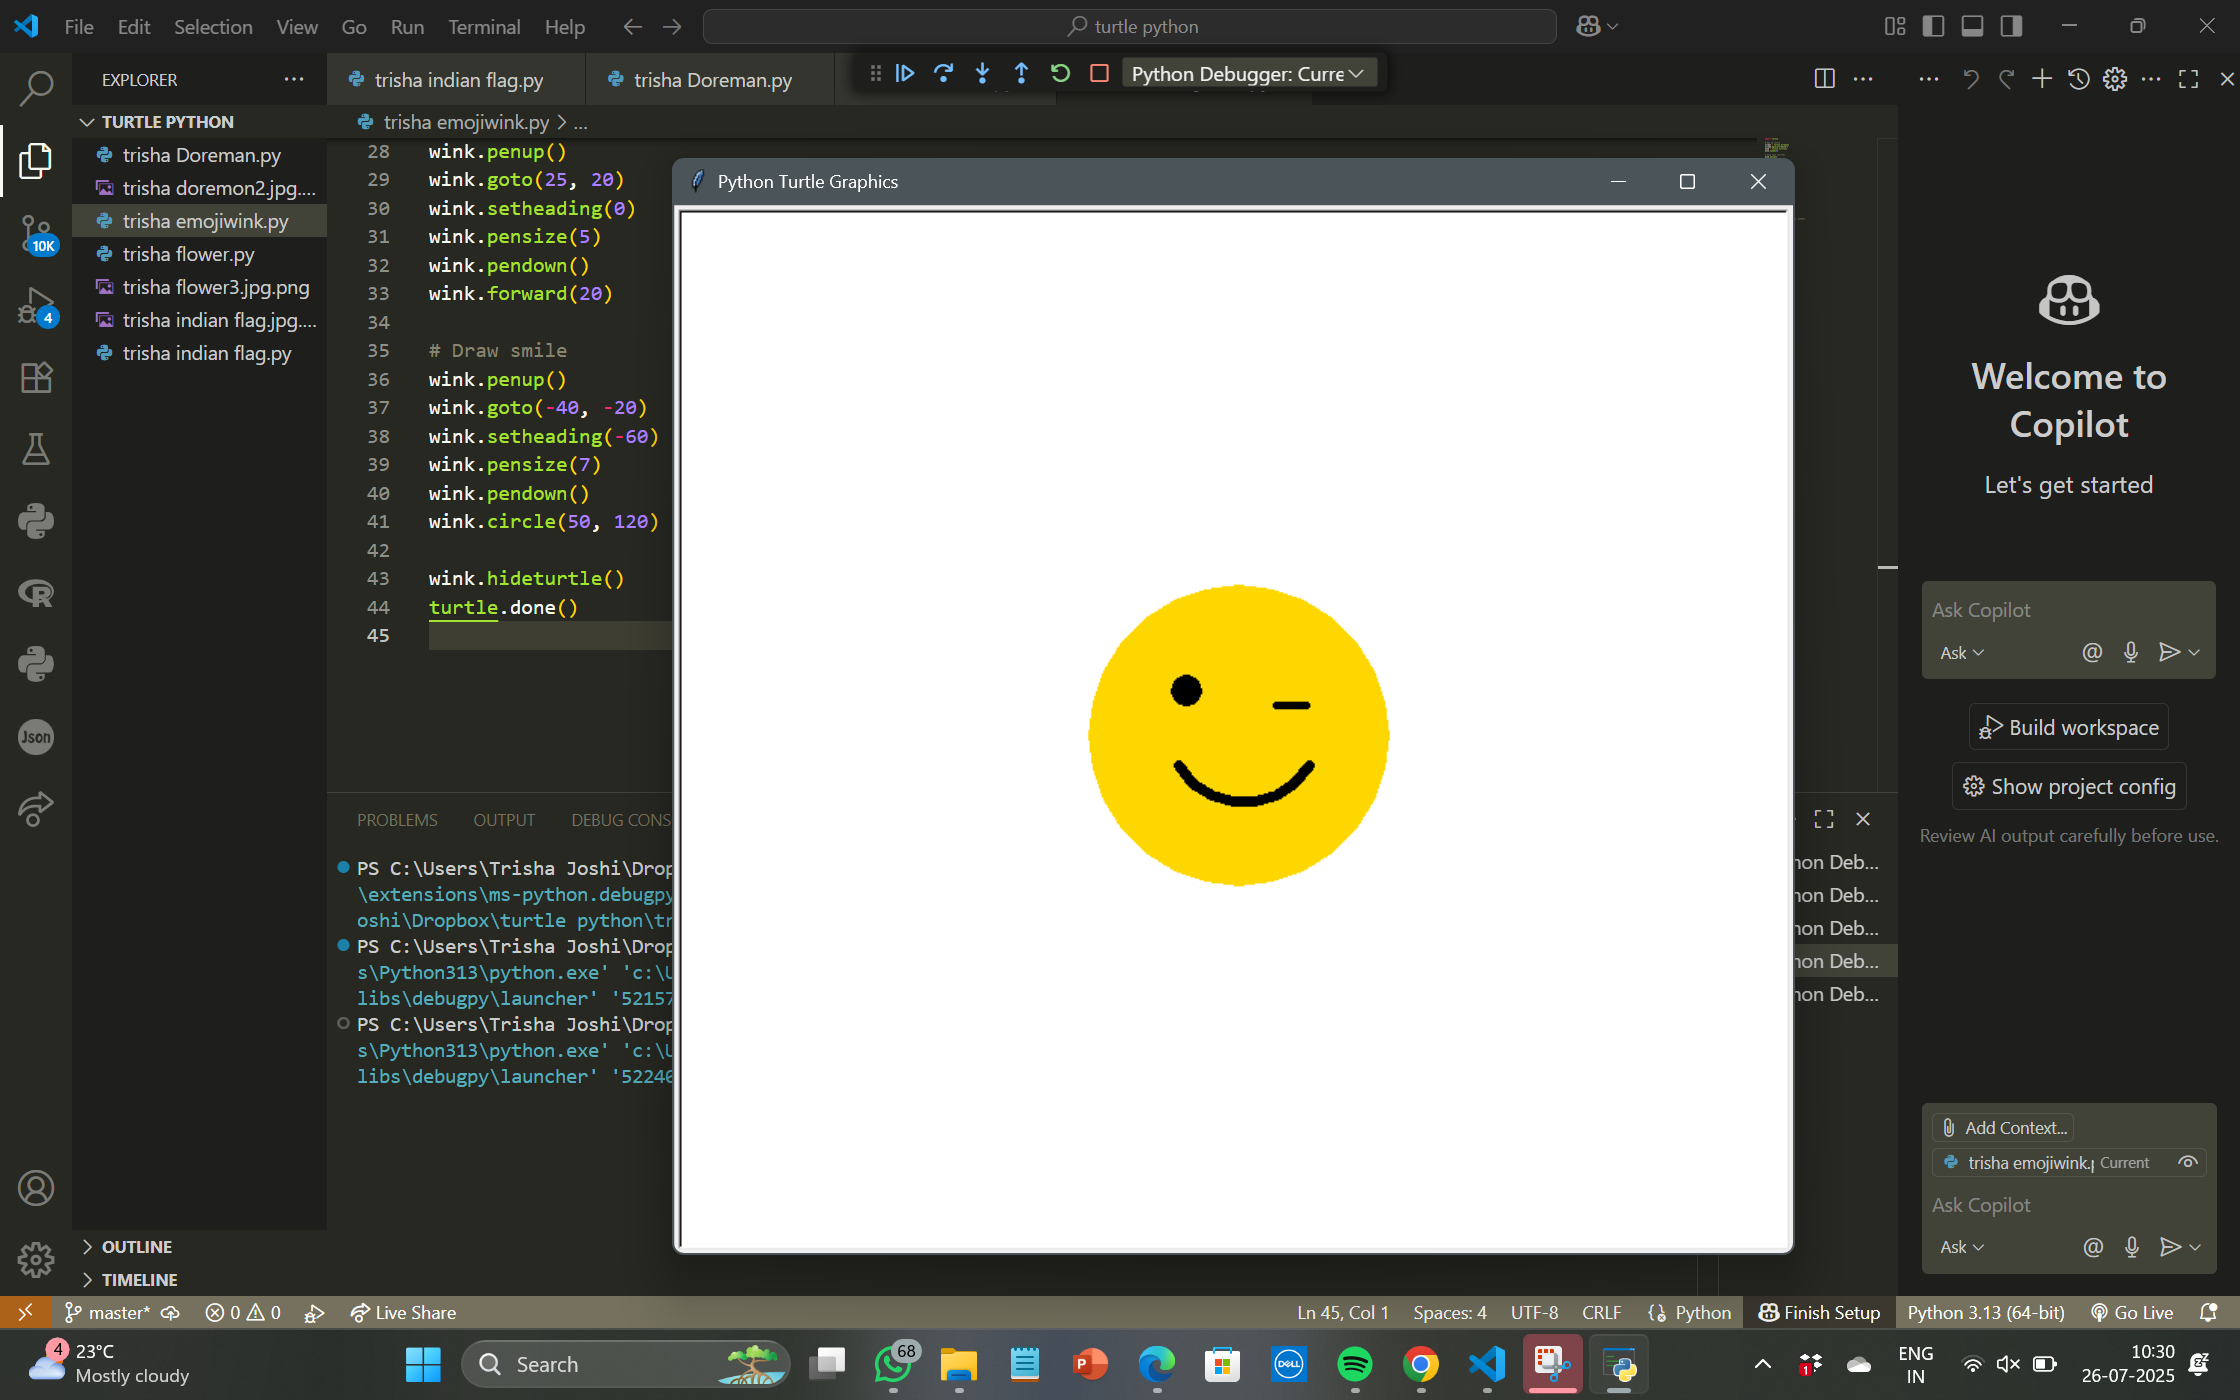 File Edit Selection View Go Run Terminal Help
turtle python
EXPLORER
trisha indian flag.py
trisha Doreman.py
Python Debugger: Curre
TURTLE PYTHON
trisha Doreman.py
trisha doremon2.jpg....
trisha emojiwink.py
trisha flower.py
trisha flower3.jpg.png
trisha indian flag.jpg....
trisha indian flag.py
10K
4
Json
OUTLINE
TIMELINE
trisha emojiwink.py > ...
28 wink.penup()
29 wink.goto(25, 20)
30 wink.setheading(0)
31 wink.pensize(5)
32 wink.pendown()
33 wink.forward(20)
34
35 # Draw smile
36 wink.penup()
37 wink.goto(-40, -20)
38 wink.setheading(-60)
39 wink.pensize(7)
40 wink.pendown()
41 wink.circle(50, 120)
42
43 wink.hideturtle()
44 turtle.done()
45
Python Turtle Graphics
PROBLEMS OUTPUT DEBUG CONS
PS C:\Users\Trisha Joshi\Drop
\extensions\ms-python.debugpy
oshi\Dropbox\turtle python\tr
PS C:\Users\Trisha Joshi\Drop
s\Python313\python.exe' 'c:\U
libs\debugpy\launcher' '52157
PS C:\Users\Trisha Joshi\Drop
s\Python313\python.exe' 'c:\U
libs\debugpy\launcher' '52246
hon Deb...
hon Deb...
hon Deb...
hon Deb...
hon Deb...
Welcome to
Copilot
Let's get started
Ask Copilot
Ask
Build workspace
Show project config
Review AI output carefully before use.
Add Context...
trisha emojiwink.p Current
Ask Copilot
Ask
master* 0 0 Live Share
Ln 45, Col 1 Spaces: 4 UTF-8 CRLF Python Finish Setup Python 3.13 (64-bit) Go Live
4
23°C
Mostly cloudy
Search
68
P
DELL
1
ENG
IN
10:30
26-07-2025